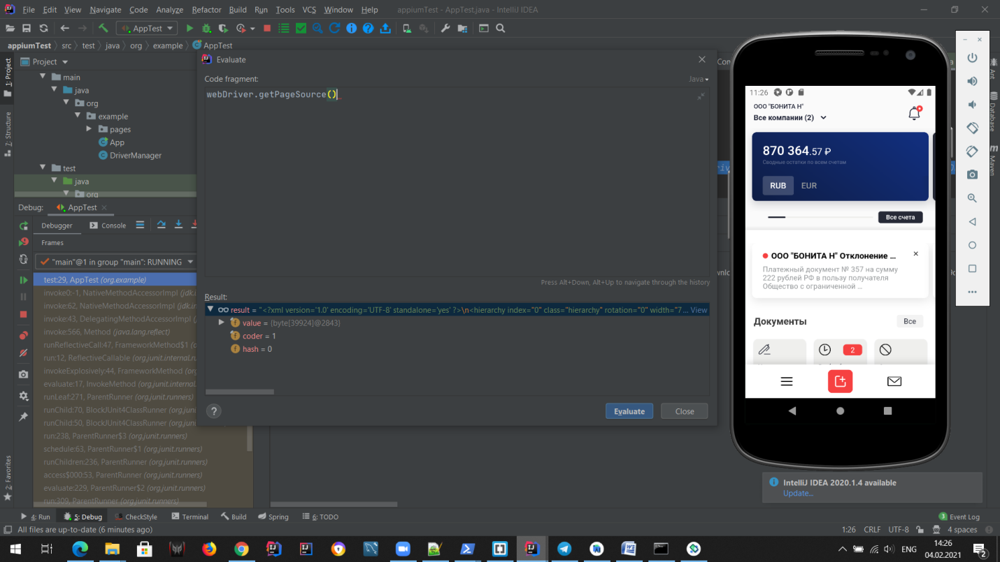 File Edit View Navigate Code Analyze Refactor Build Run Tools VCS Window Help appiumTest - AppTest.java - IntelliJ IDEA
AppTest
appiumTest src test java org example AppTest
1: Project
7: Structure
2: Favorites
Project
main
java
org
example
pages
App
DriverManager
test
java
org
Debug: AppTest
Debugger Console
Frames
"main"@1 in group "main": RUNNING
test:29, AppTest (org.example)
invoke0:-1, NativeMethodAccessorImpl (jdk.i
invoke:62, NativeMethodAccessorImpl (jdk.i
invoke:43, DelegatingMethodAccessorImpl
invoke:566, Method (java.lang.reflect)
runReflectiveCall:47, FrameworkMethod$1 (
run:12, ReflectiveCallable (org.junit.internal.ru
invokeExplosively:44, FrameworkMethod (or
evaluate:17, InvokeMethod (org.junit.internal.
runLeaf:271, ParentRunner (org.junit.runners)
runChild:70, BlockJUnit4ClassRunner (org.ju
runChild:50, BlockJUnit4ClassRunner (org.ju
run:238, ParentRunner$3 (org.junit.runners)
schedule:63, ParentRunner$1 (org.junit.runners)
runChildren:236, ParentRunner (org.junit.runners)
access$000:53, ParentRunner (org.junit.runners)
evaluate:229, ParentRunner$2 (org.junit.runners)
run:309, ParentRunner (org.junit.runners)
Evaluate
Code fragment: Java
webDriver.getPageSource()
Press Alt+Down, Alt+Up to navigate through the history
Result:
result = "<?xml version='1.0' encoding='UTF-8' standalone='yes' ?>\n<hierarchy index="0" class="hierarchy" rotation="0" width="7 ... View
value = {byte[39924]@2843}
coder = 1
hash = 0
? Evaluate Close
11:26
ООО "БОНИТА Н"
Все компании (2)
870 364.57 ₽
Сводные остатки по всем счетам
RUB EUR
Все счета
ООО "БОНИТА Н" Отклонение ...
Платежный документ № 357 на сумму
222 рублей РФ в пользу получателя
Общество с ограниченной ...
Документы Все
2
Ant
Database
Maven
IntelliJ IDEA 2020.1.4 available
Update...
4: Run 5: Debug CheckStyle Terminal Build Spring 6: TODO 3 Event Log
All files are up-to-date (6 minutes ago) 1:26 CRLF UTF-8 4 spaces
ENG 14:26
04.02.2021
2